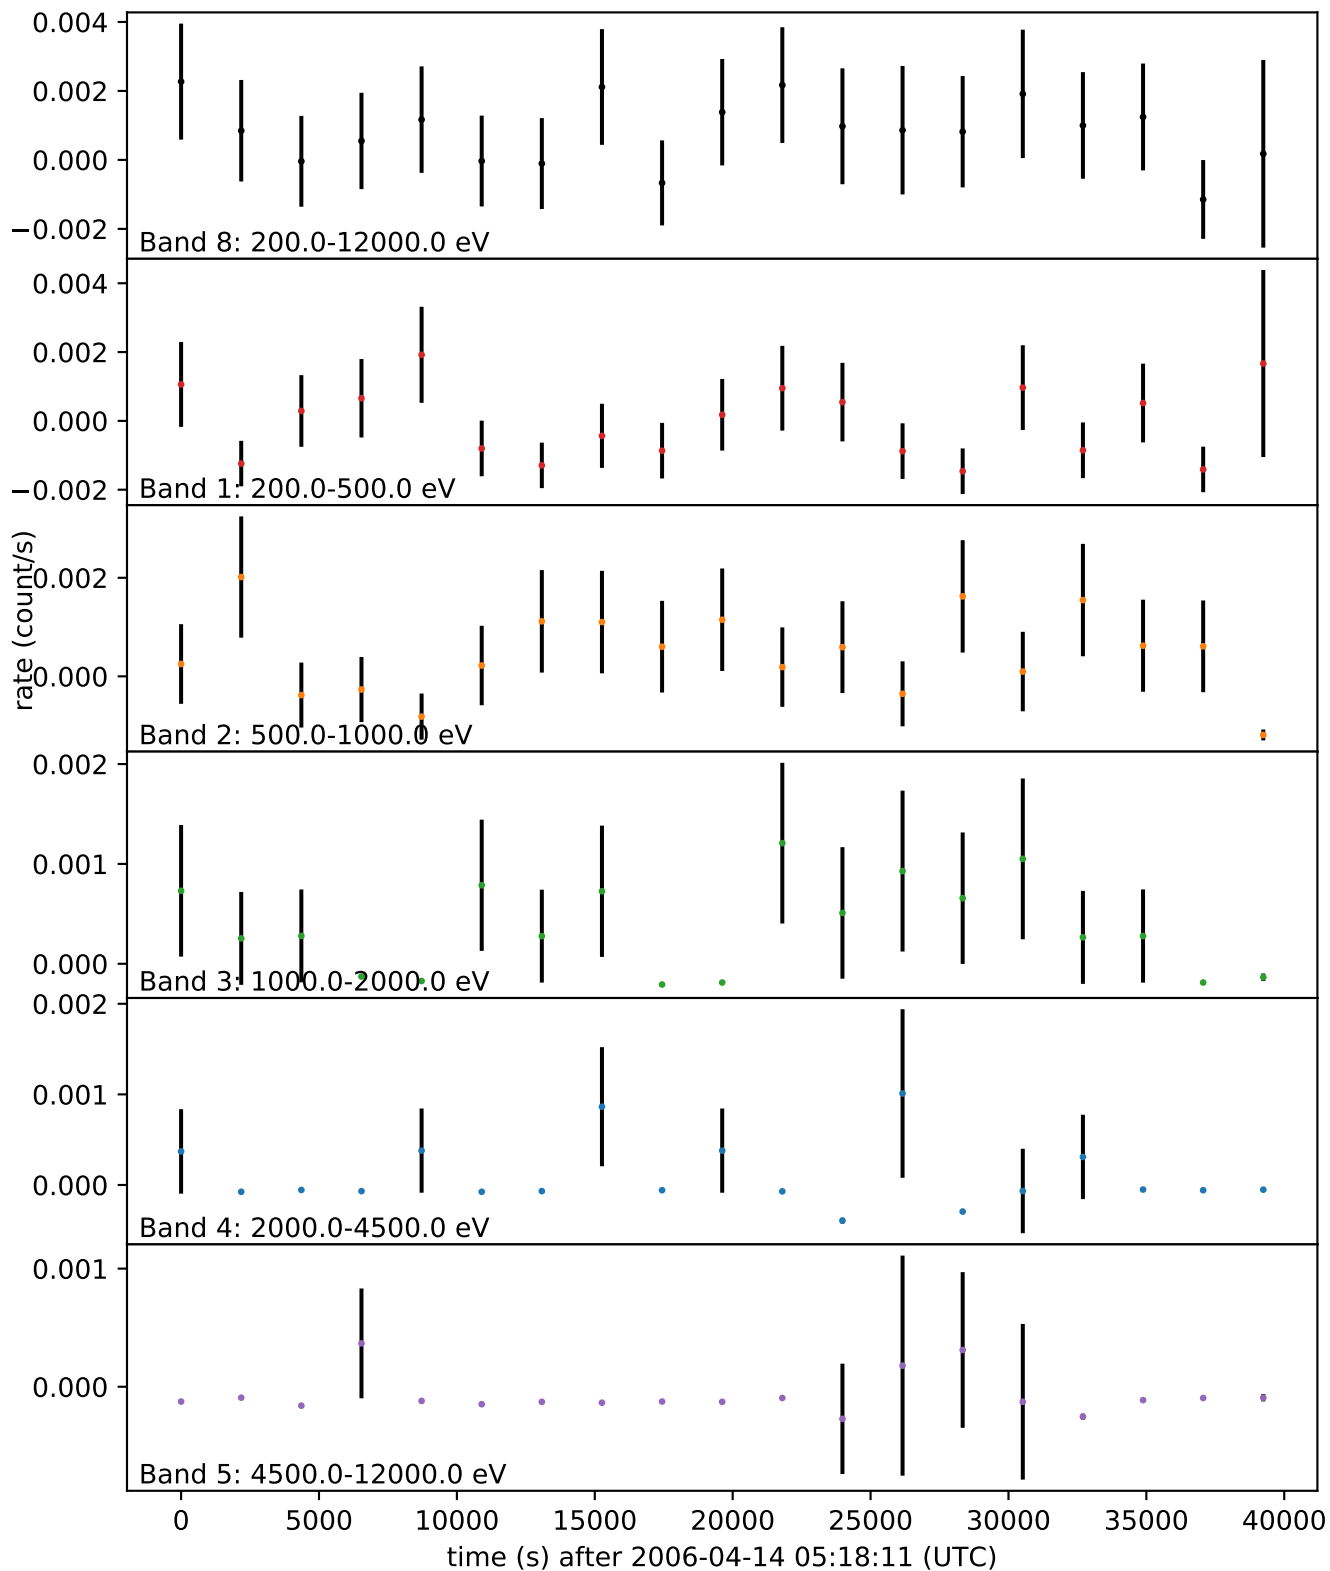 0.004
0.002
0.000
−0.002
Band 8: 200.0-12000.0 eV
0.004
0.002
0.000
−0.002
Band 1: 200.0-500.0 eV
rate (count/s)
0.002
0.000
Band 2: 500.0-1000.0 eV
0.002
0.001
0.000
Band 3: 1000.0-2000.0 eV
0.002
0.001
0.000
Band 4: 2000.0-4500.0 eV
0.001
0.000
Band 5: 4500.0-12000.0 eV
0 5000 10000 15000 20000 25000 30000 35000 40000
time (s) after 2006-04-14 05:18:11 (UTC)